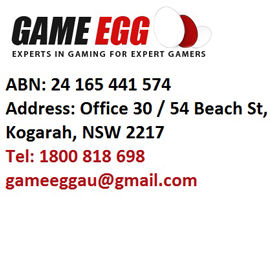 GAME EGG
EXPERTS IN GAMING FOR EXPERT GAMERS
ABN: 24 165 441 574
Address: Office 30 / 54 Beach St,
Kogarah, NSW 2217
Tel: 1800 818 698
gameeggau@gmail.com